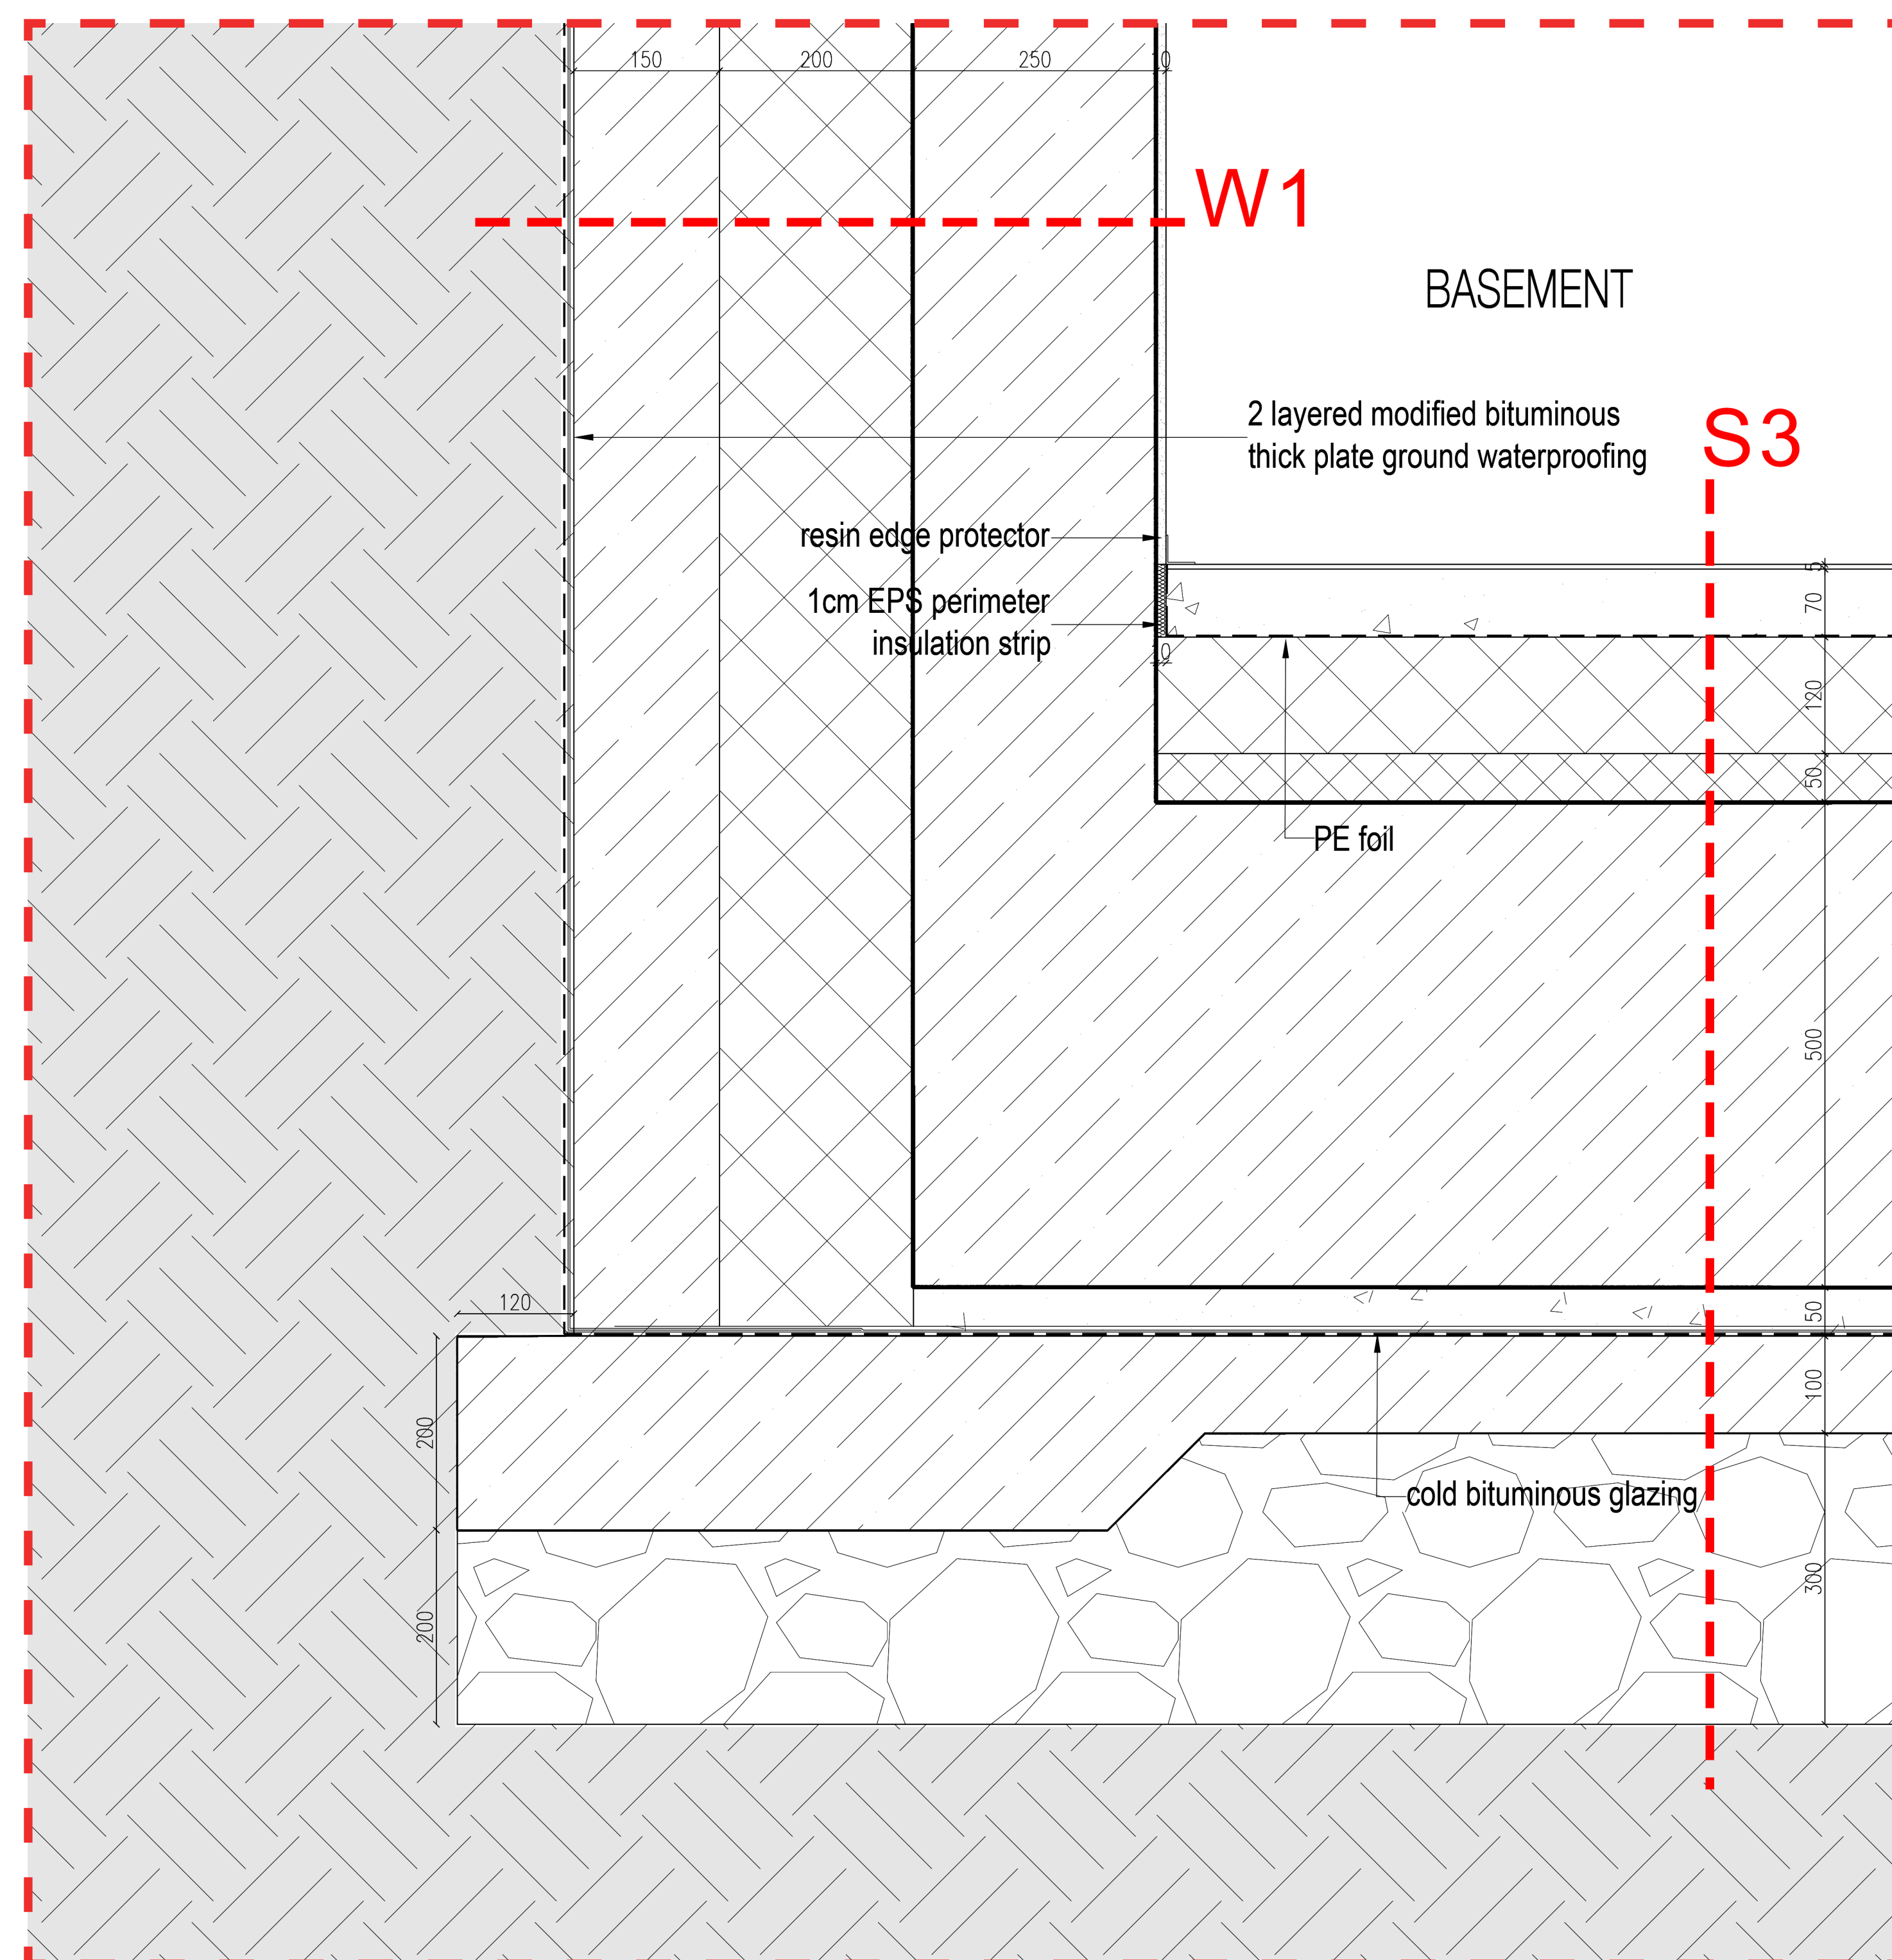 150 200 250 10
W1
BASEMENT
2 layered modified bituminous
thick plate ground waterproofing
S3
resin edge protector
1cm EPS perimeter
insulation strip
10
5
70
120
50
PE foil
500
120
50
100
200
cold bituminous glazing
300
200